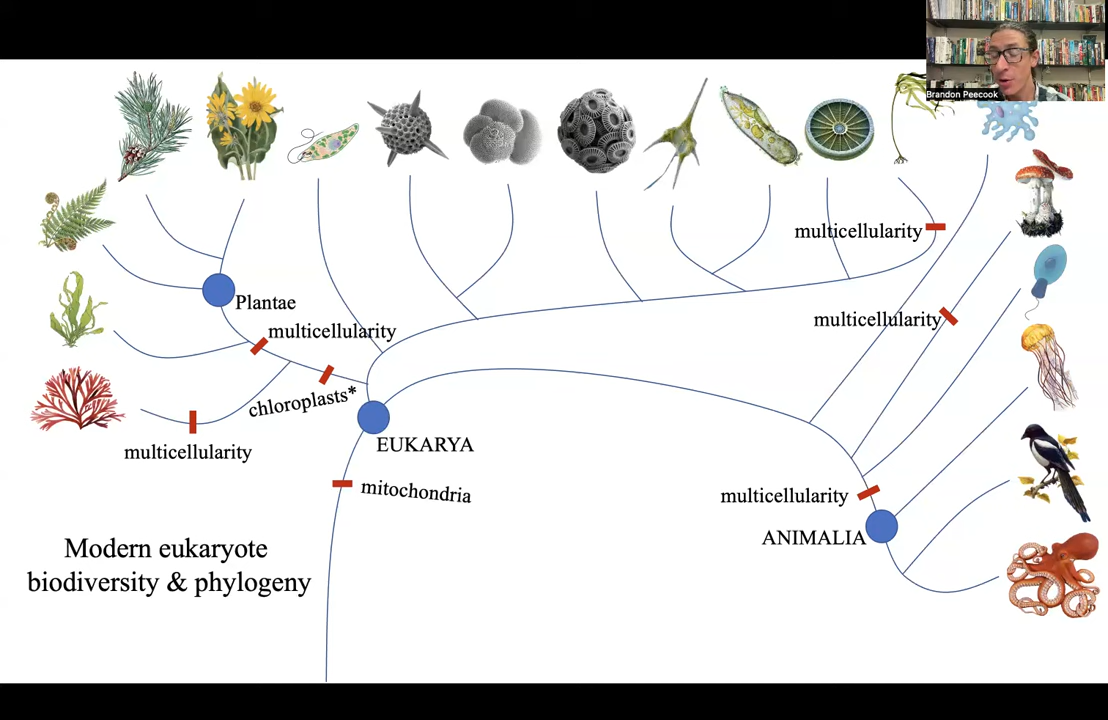 Brandon Peecook
multicellularity
Plantae
multicellularity
multicellularity
chloroplasts*
EUKARYA
multicellularity
mitochondria
multicellularity
ANIMALIA
Modern eukaryote
biodiversity & phylogeny